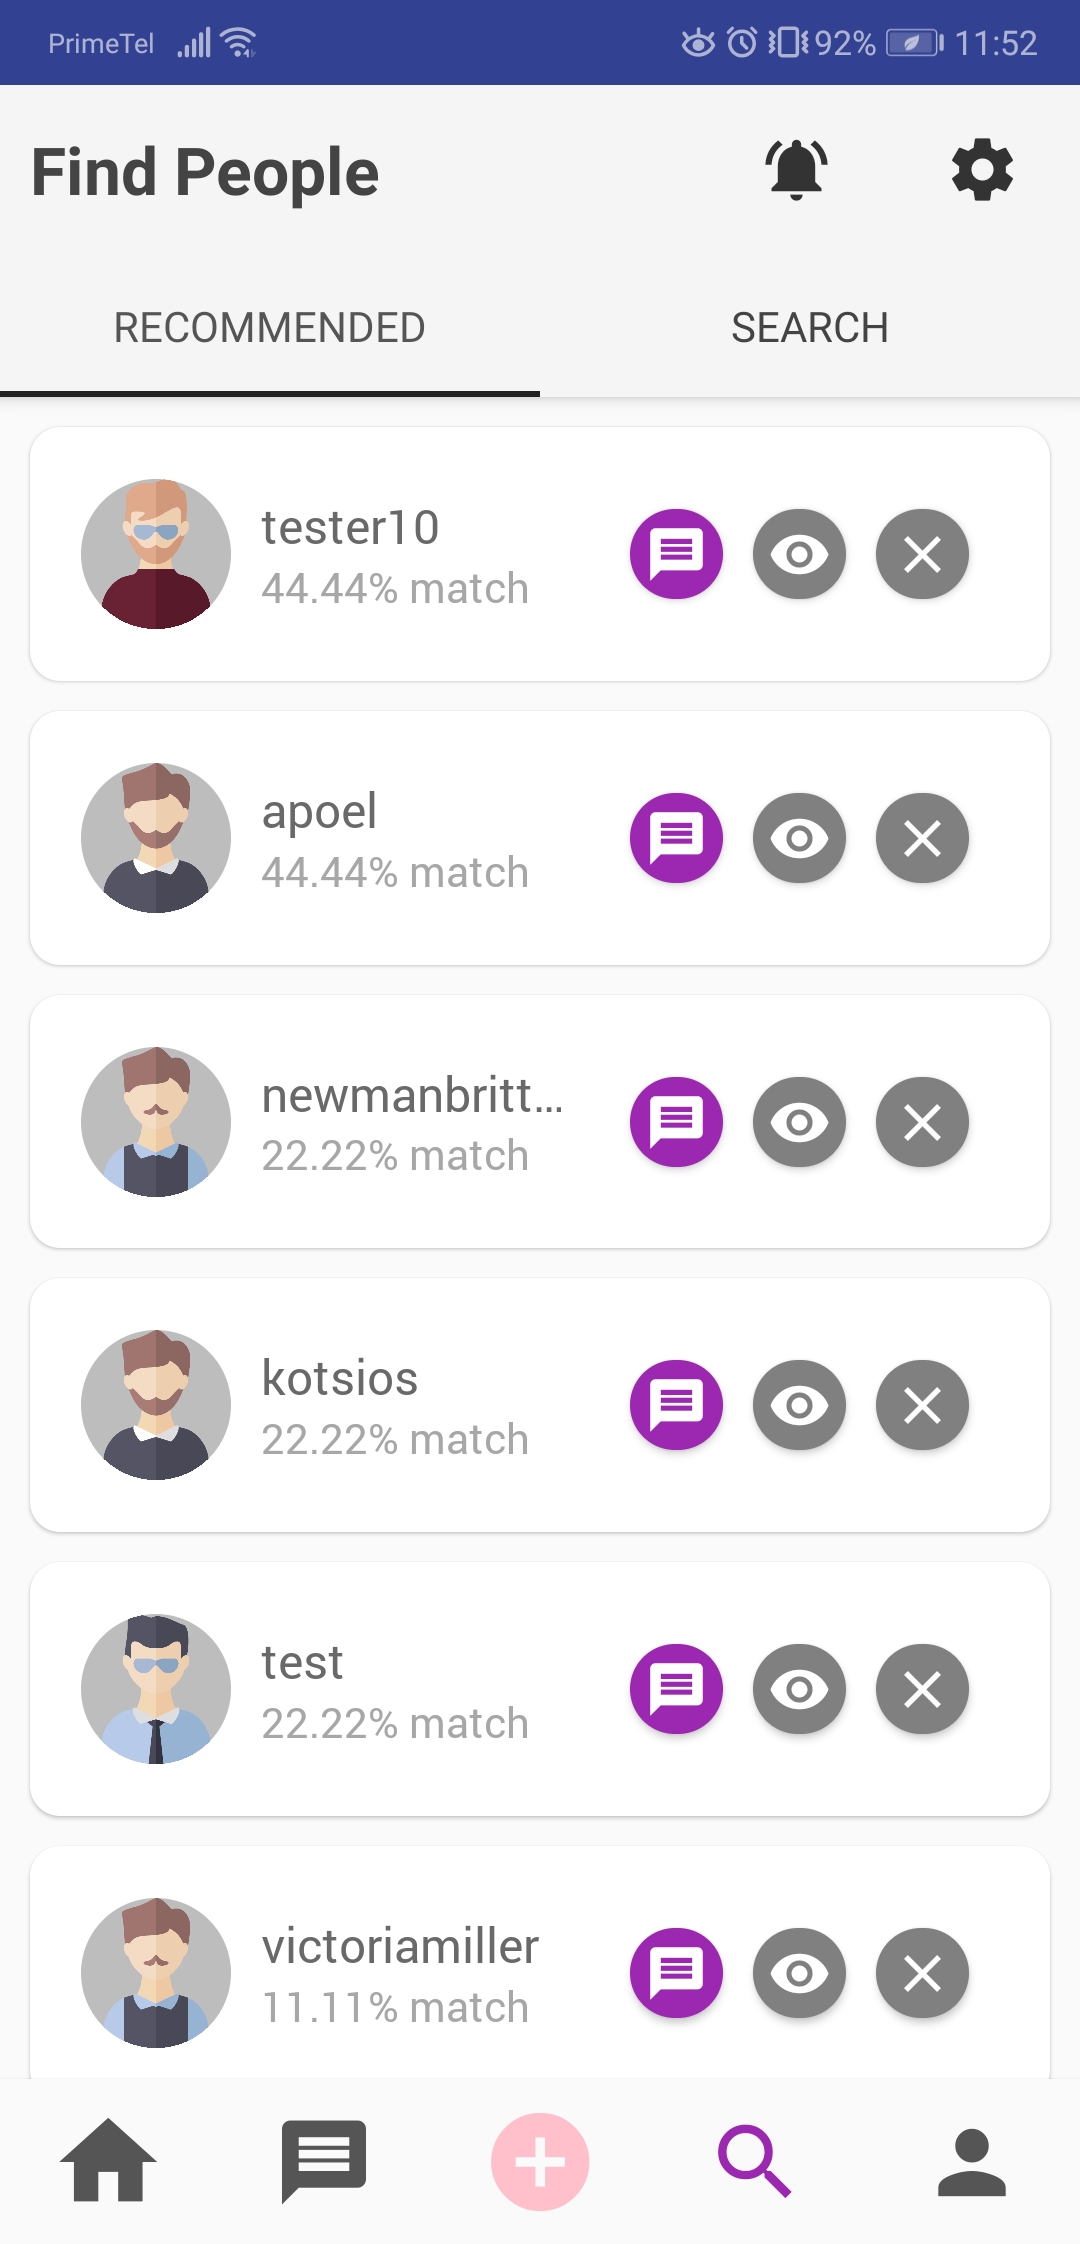 PrimeTel 92% 11:52
Find People
RECOMMENDED SEARCH
tester10
44.44% match
apoel
44.44% match
newmanbritt...
22.22% match
kotsios
22.22% match
test
22.22% match
victoriamiller
11.11% match